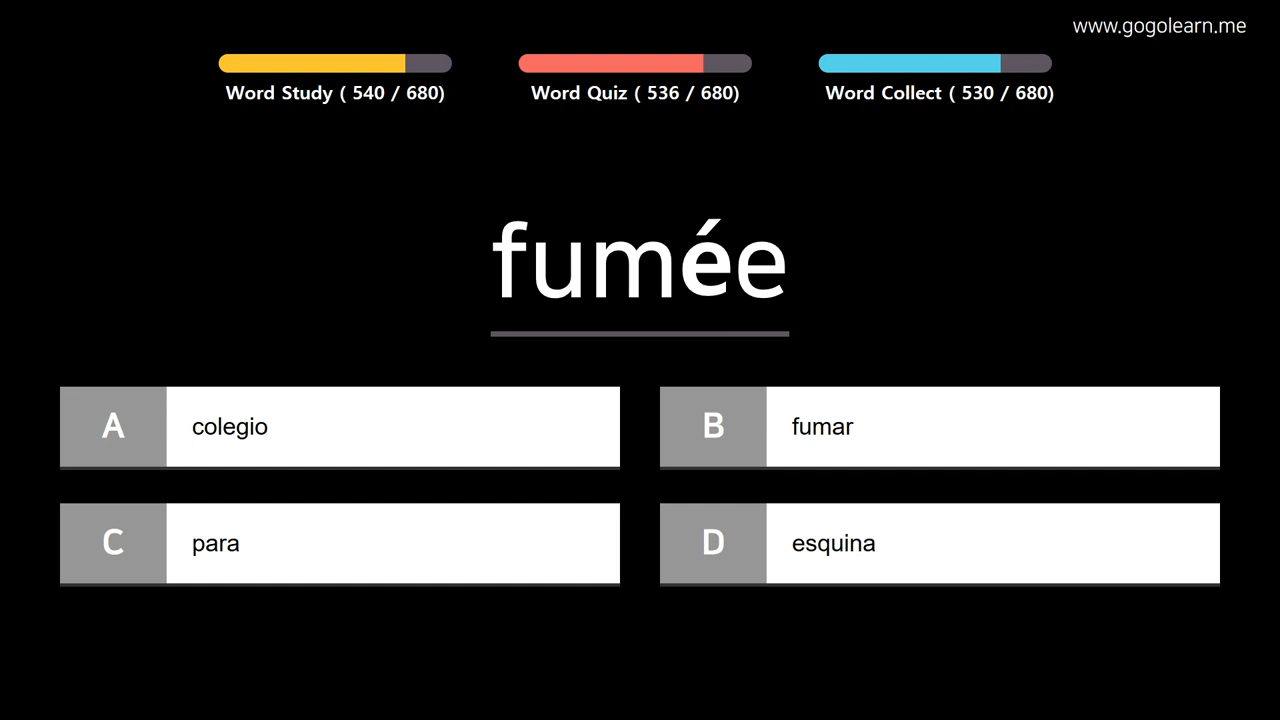 www.gogolearn.me
Word Study ( 540 / 680)
Word Quiz ( 536 / 680)
Word Collect ( 530 / 680)
fumée
A colegio
B fumar
C para
D esquina